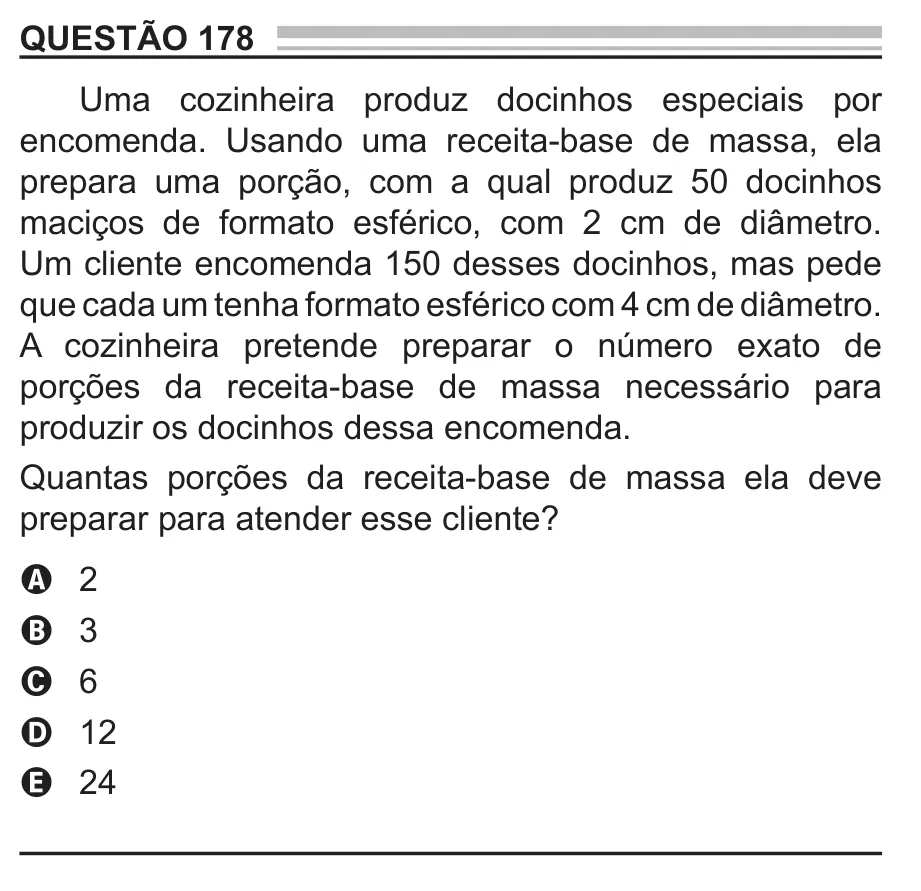 QUESTÃO 178
Uma cozinheira produz docinhos especiais por
encomenda. Usando uma receita-base de massa, ela
prepara uma porção, com a qual produz 50 docinhos
maciços de formato esférico, com 2 cm de diâmetro.
Um cliente encomenda 150 desses docinhos, mas pede
que cada um tenha formato esférico com 4 cm de diâmetro.
A cozinheira pretende preparar o número exato de
porções da receita-base de massa necessário para
produzir os docinhos dessa encomenda.
Quantas porções da receita-base de massa ela deve
preparar para atender esse cliente?
A 2
B 3
C 6
D 12
E 24